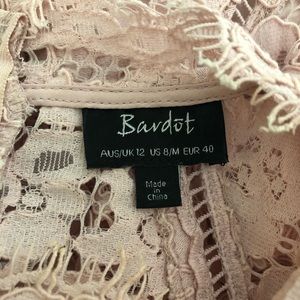 Bardot
AUS/UK 12 US 8/M EUR 40
Made
in
China